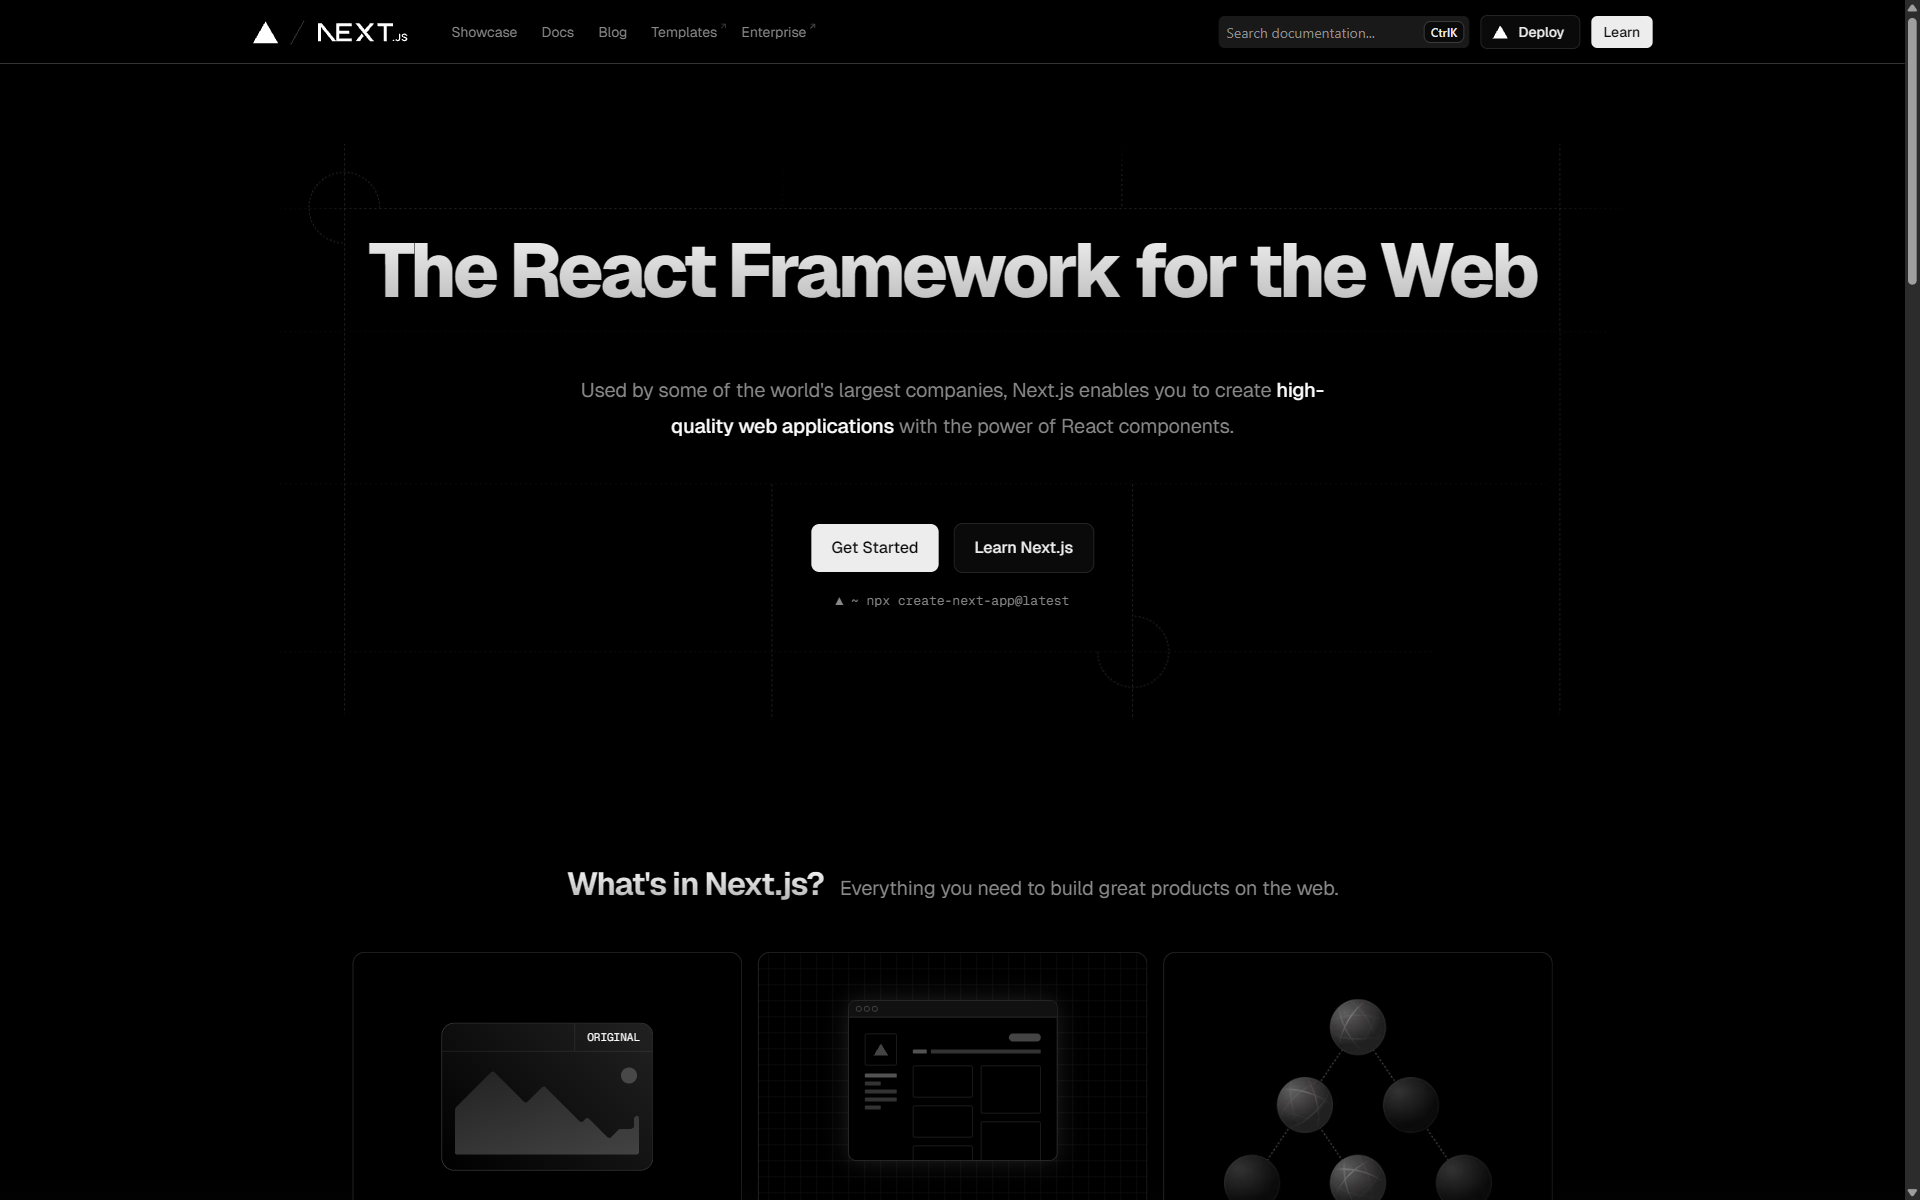 NEXT.JS
Showcase
Docs
Blog
Templates
Enterprise
Search documentation...
CtrlK
Deploy
Learn
The React Framework for the Web
Used by some of the world's largest companies, Next.js enables you to create high-
quality web applications with the power of React components.
Get Started
Learn Next.js
▲ ~ npx create-next-app@latest
What's in Next.js?
Everything you need to build great products on the web.
ORIGINAL